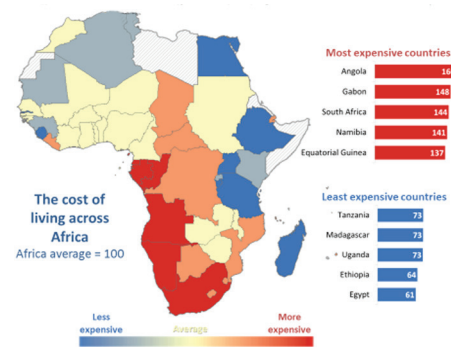 Most expensive countries
Angola 16
Gabon 148
South Africa 144
Namibia 141
Equatorial Guinea 137
The cost of
living across
Africa
Africa average = 100
Least expensive countries
Tanzania 73
Madagascar 73
Uganda 73
Ethiopia 64
Egypt 61
Less
expensive
Average
More
expensive